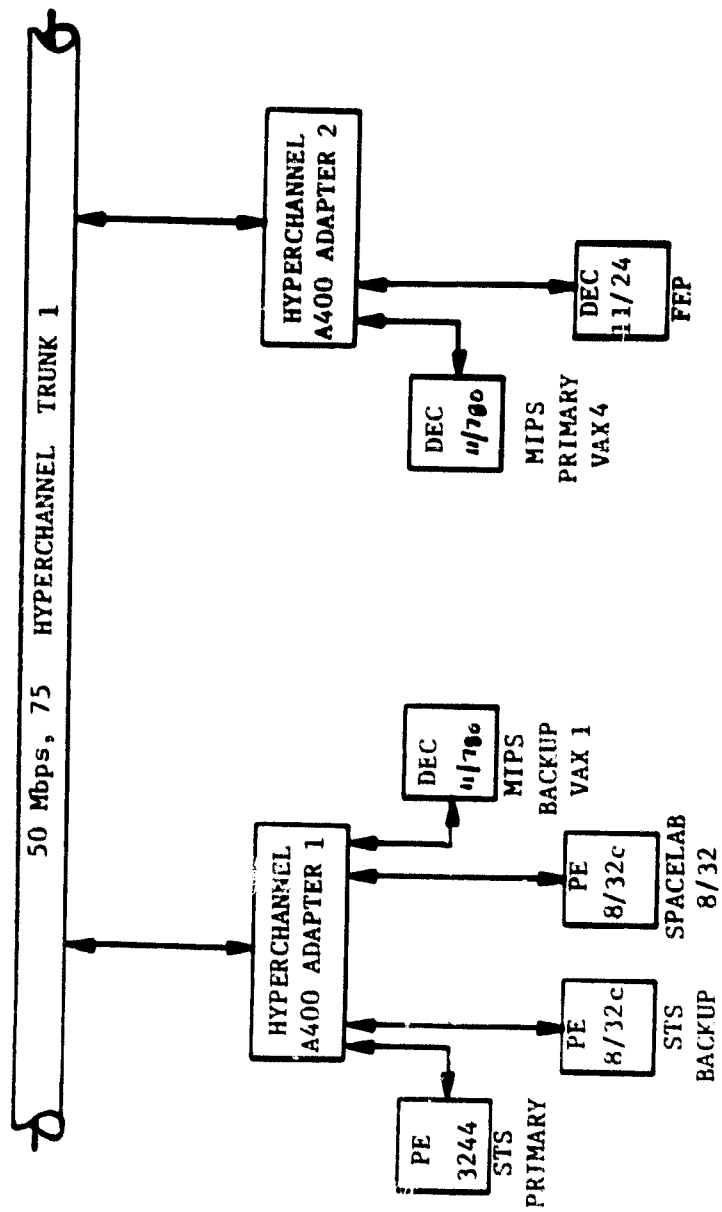 50 Mbps, 75 HYPERCHANNEL TRUNK 1
HYPERCHANNEL
A400 ADAPTER 1
HYPERCHANNEL
A400 ADAPTER 2
PE
3244
STS
PRIMARY
PE
8/32c
STS
BACKUP
PE
8/32c
SPACELAB
8/32
DEC
11/780
MIPS
BACKUP
VAX 1
DEC
11/780
MIPS
PRIMARY
VAX4
DEC
11/24
FEP